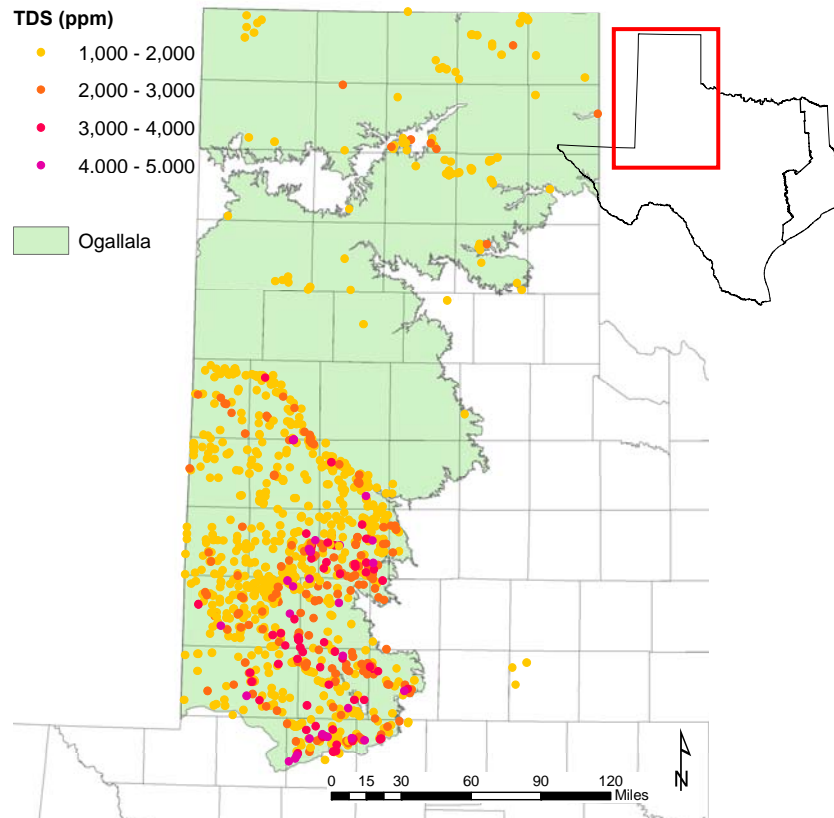 TDS (ppm)
1,000 - 2,000
2,000 - 3,000
3,000 - 4,000
4.000 - 5.000
Ogallala
0 15 30 60 90 120
Miles
N